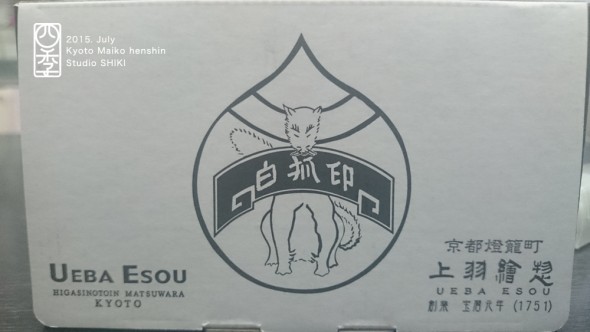 四季
2015. July
Kyoto Maiko henshin
Studio SHIKI
白狐印
UEBA ESOU
HIGASINOTOIN MATSUWARA
KYOTO
京都燈籠町
上羽繪惣
UEBA ESOU
創業 宝暦元年 (1751)